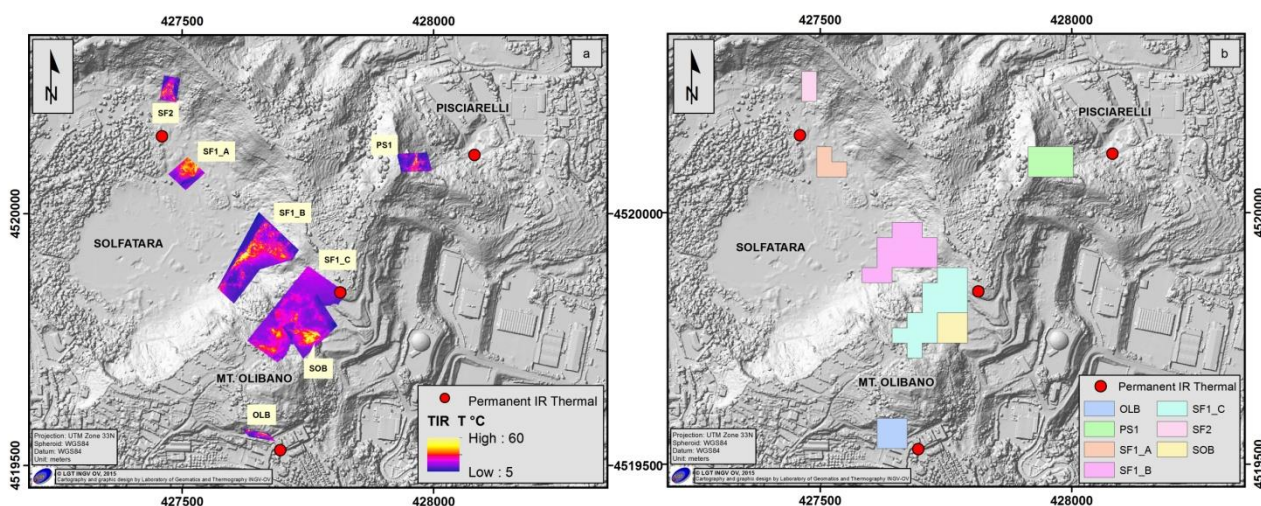 427500
428000
a
N
PISCIARELLI
SF2
SF1_A
PS1
SF1_B
4520000
SOLFATARA
SF1_C
SOB
MT. OLIBANO
OLB
Permanent IR Thermal
TIR T °C
High : 60
Low : 5
Projection: UTM Zone 33N
Spheroid: WGS84
Datum: WGS84
Unit: meters
© LGT INGV OV, 2015
Cartography and graphic design by Laboratory of Geomatics and Thermography INGV-OV
4519500
427500
428000
427500
428000
b
N
PISCIARELLI
4520000
SOLFATARA
MT. OLIBANO
Permanent IR Thermal
OLB
SF1_C
PS1
SF2
SF1_A
SOB
SF1_B
Projection: UTM Zone 33N
Spheroid: WGS84
Datum: WGS84
Unit: meters
© LGT INGV OV, 2015
Cartography and graphic design by Laboratory of Geomatics and Thermography INGV-OV
4519500
427500
428000